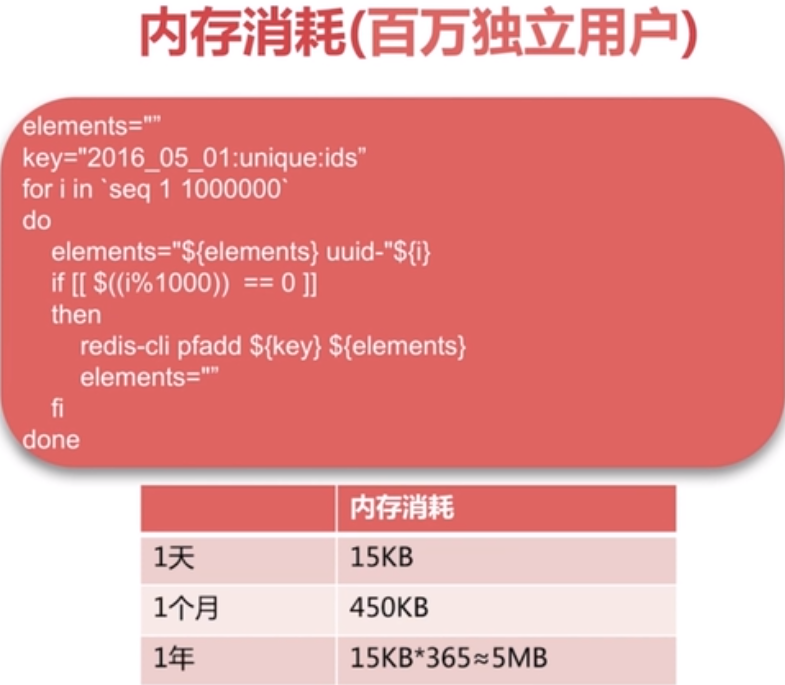 内存消耗(百万独立用户)
elements=""
key="2016_05_01:unique:ids"
for i in `seq 1 1000000`
do
elements="${elements} uuid-"${i}
if [[ $((i%1000)) == 0 ]]
then
redis-cli pfadd ${key} ${elements}
elements=""
fi
done
内存消耗
1天 15KB
1个月 450KB
1年 15KB*365≈5MB